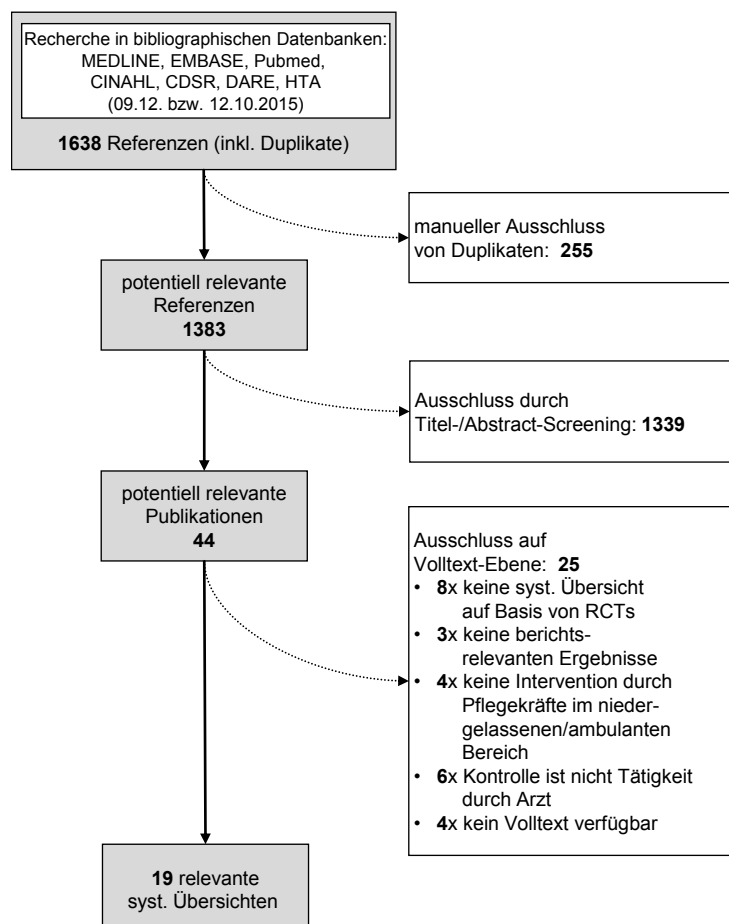 Recherche in bibliographischen Datenbanken:
MEDLINE, EMBASE, Pubmed,
CINAHL, CDSR, DARE, HTA
(09.12. bzw. 12.10.2015)
1638 Referenzen (inkl. Duplikate)
manueller Ausschluss
von Duplikaten: 255
potentiell relevante
Referenzen
1383
Ausschluss durch
Titel-/Abstract-Screening: 1339
potentiell relevante
Publikationen
44
Ausschluss auf
Volltext-Ebene: 25
• 8x keine syst. Übersicht
auf Basis von RCTs
• 3x keine berichts-
relevanten Ergebnisse
• 4x keine Intervention durch
Pflegekräfte im nieder-
gelassenen/ambulanten
Bereich
• 6x Kontrolle ist nicht Tätigkeit
durch Arzt
• 4x kein Volltext verfügbar
19 relevante
syst. Übersichten